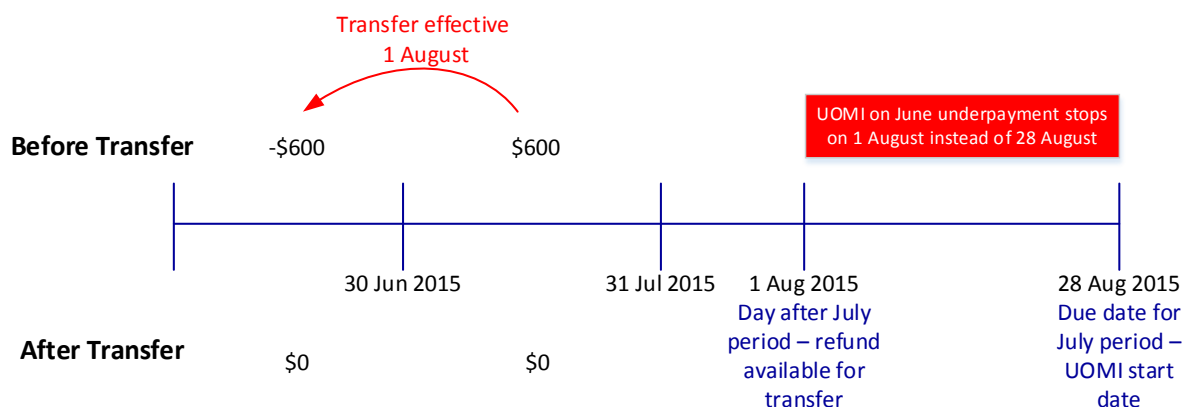 Transfer effective
1 August
UOMI on June underpayment stops
on 1 August instead of 28 August
Before Transfer
-$600
$600
30 Jun 2015
31 Jul 2015
1 Aug 2015
Day after July
period – refund
available for
transfer
28 Aug 2015
Due date for
July period –
UOMI start
date
After Transfer
$0
$0